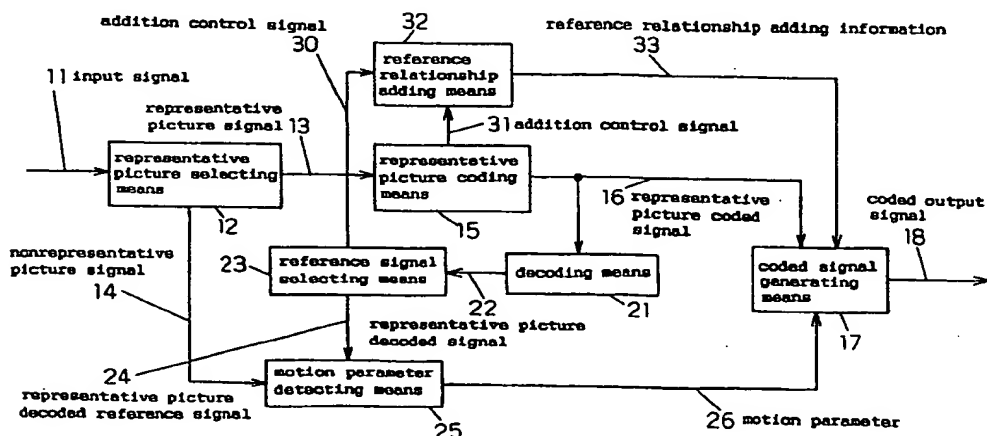 addition control signal
30
32
reference relationship adding information
33
11 input signal
reference
relationship
adding means
representative
picture signal
13
31 addition control signal
representative
picture selecting
means
12
representative
picture coding
means
15
16
representative
picture coded
signal
coded output
signal
18
nonrepresentative
picture signal
14
23
reference signal
selecting means
22
decoding means
21
coded signal
generating
means
17
24
representative picture
decoded signal
representative picture
decoded reference signal
motion parameter
detecting means
25
26 motion parameter